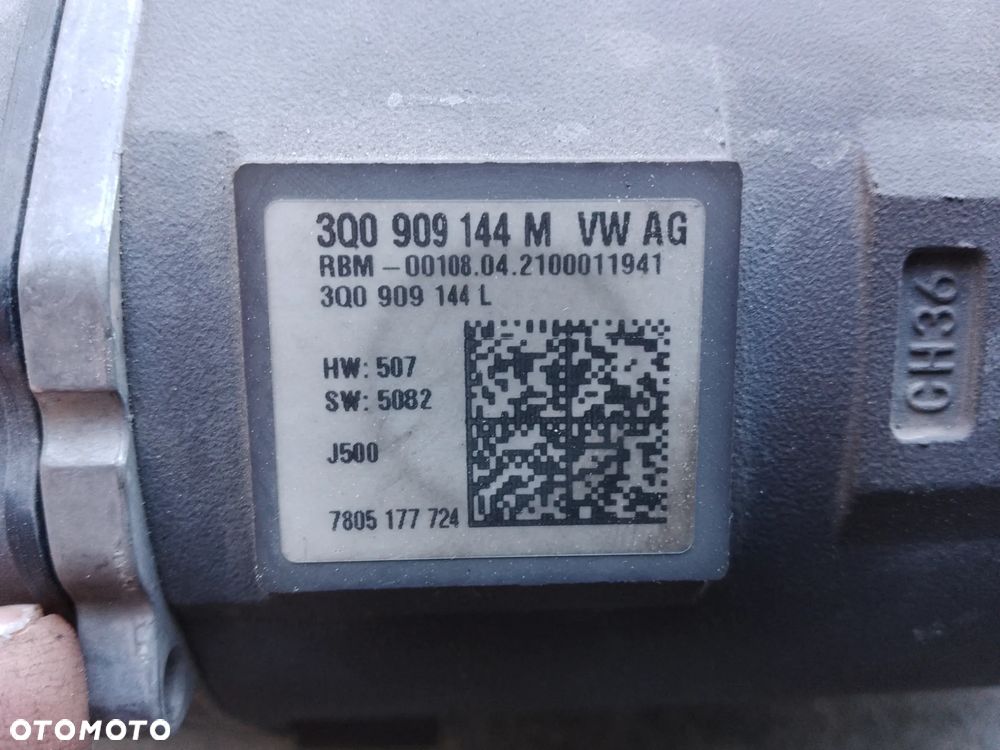 3Q0 909 144 M VW AG
RBM - 00108.04.2100011941
3Q0 909 144 L
HW: 507
SW: 5082
J500
7805 177 724
CH36
OTOMOTO